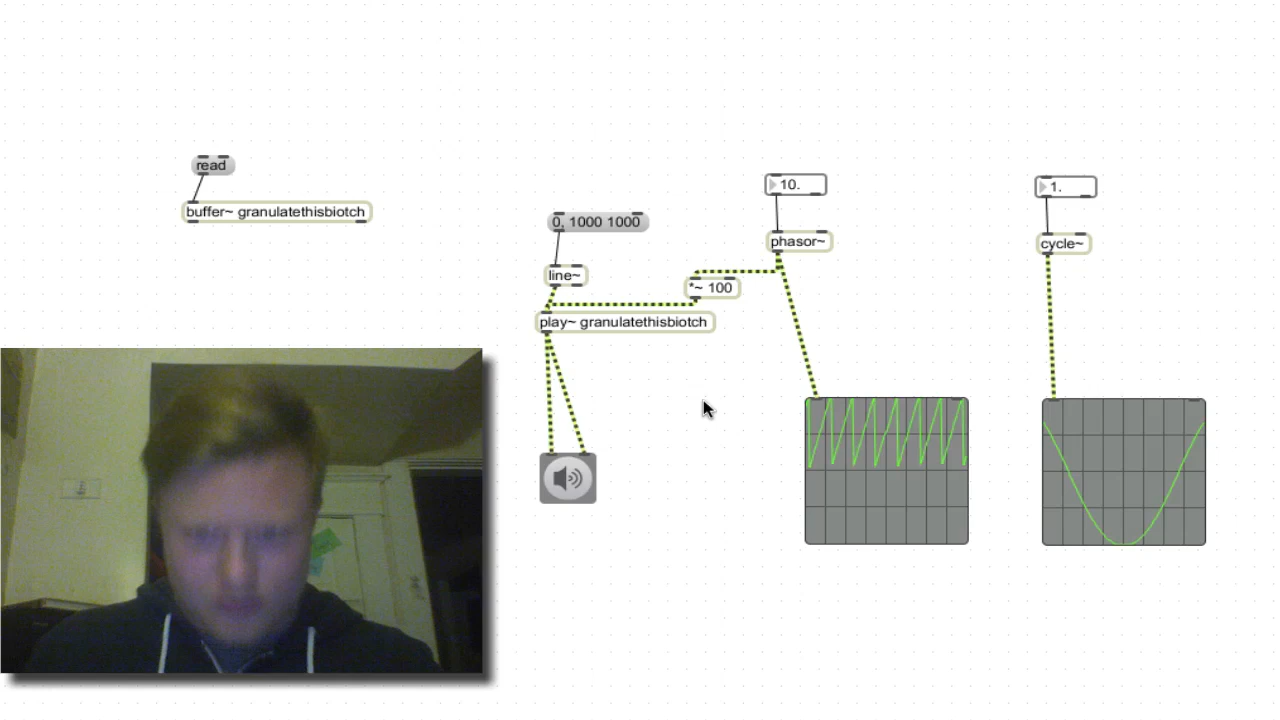 read
buffer~ granulatethisbiotch
0, 1000 1000
line~
*~ 100
play~ granulatethisbiotch
10.
phasor~
1.
cycle~